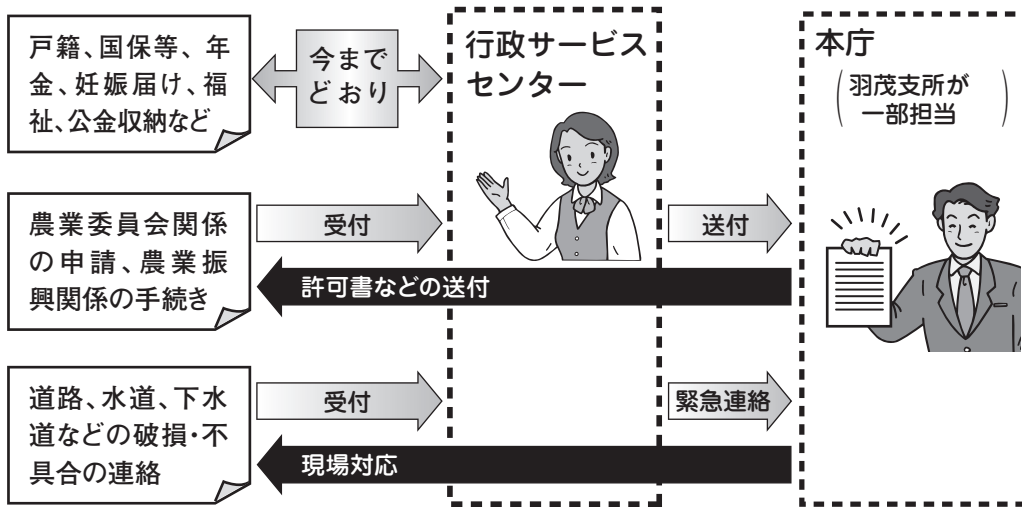 戸籍、国保等、年
金、妊娠届け、福
祉、公金収納など
今まで
どおり
行政サービス
センター
本庁
(羽茂支所が
一部担当)
農業委員会関係
の申請、農業振
興関係の手続き
受付
送付
許可書などの送付
道路、水道、下水
道などの破損・不
具合の連絡
受付
緊急連絡
現場対応